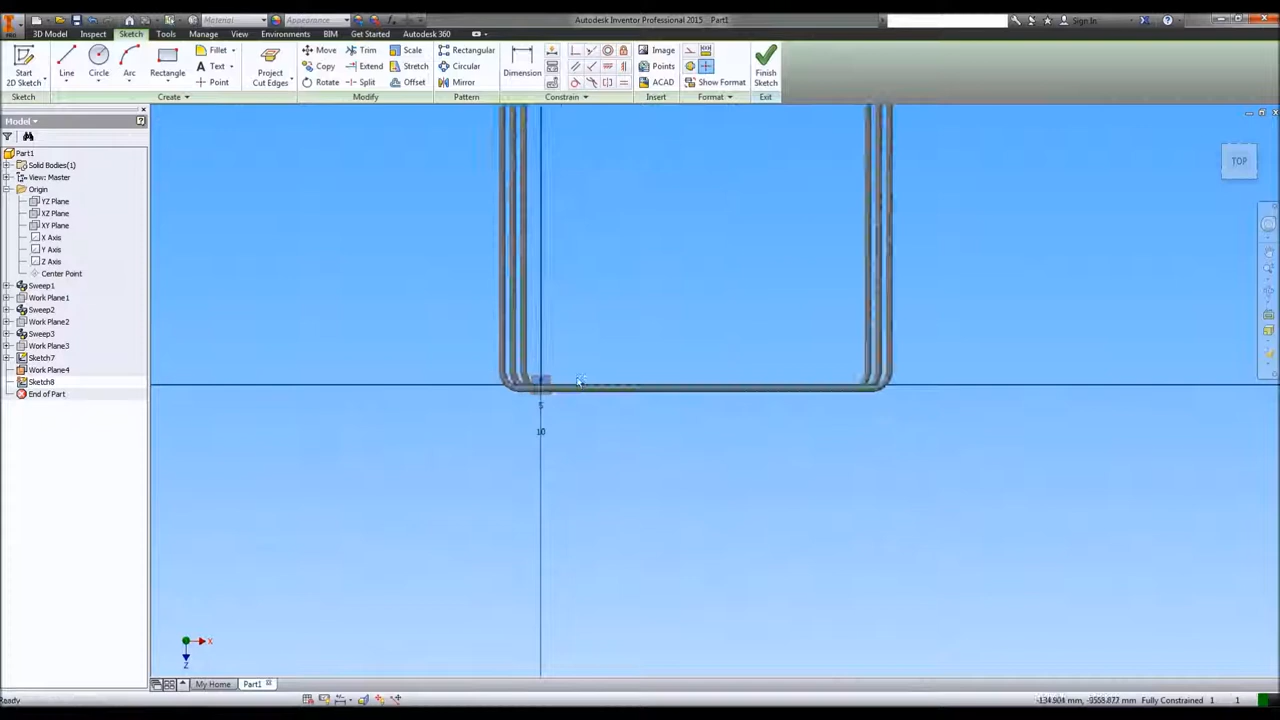 Material
Appearance
Autodesk Inventor Professional 2015 Part1
Sign In
PRO
3D Model Inspect Sketch Tools Manage View Environments BIM Get Started Autodesk 360
Start
2D Sketch
Line
Circle
Arc
Rectangle
Fillet
Text
Point
Project
Cut Edges
Move
Copy
Rotate
Trim
Extend
Split
Scale
Stretch
Offset
Rectangular
Circular
Mirror
Dimension
Image
Points
ACAD
Show Format
Finish
Sketch
Sketch Create Modify Pattern Constrain Insert Format Exit
Model
Part1
Solid Bodies(1)
View: Master
Origin
YZ Plane
XZ Plane
XY Plane
X Axis
Y Axis
Z Axis
Center Point
Sweep1
Work Plane1
Sweep2
Work Plane2
Sweep3
Work Plane3
Sketch7
Work Plane4
Sketch8
End of Part
TOP
5
10
X
Z
My Home Part1
Ready
Fully Constrained 1 1